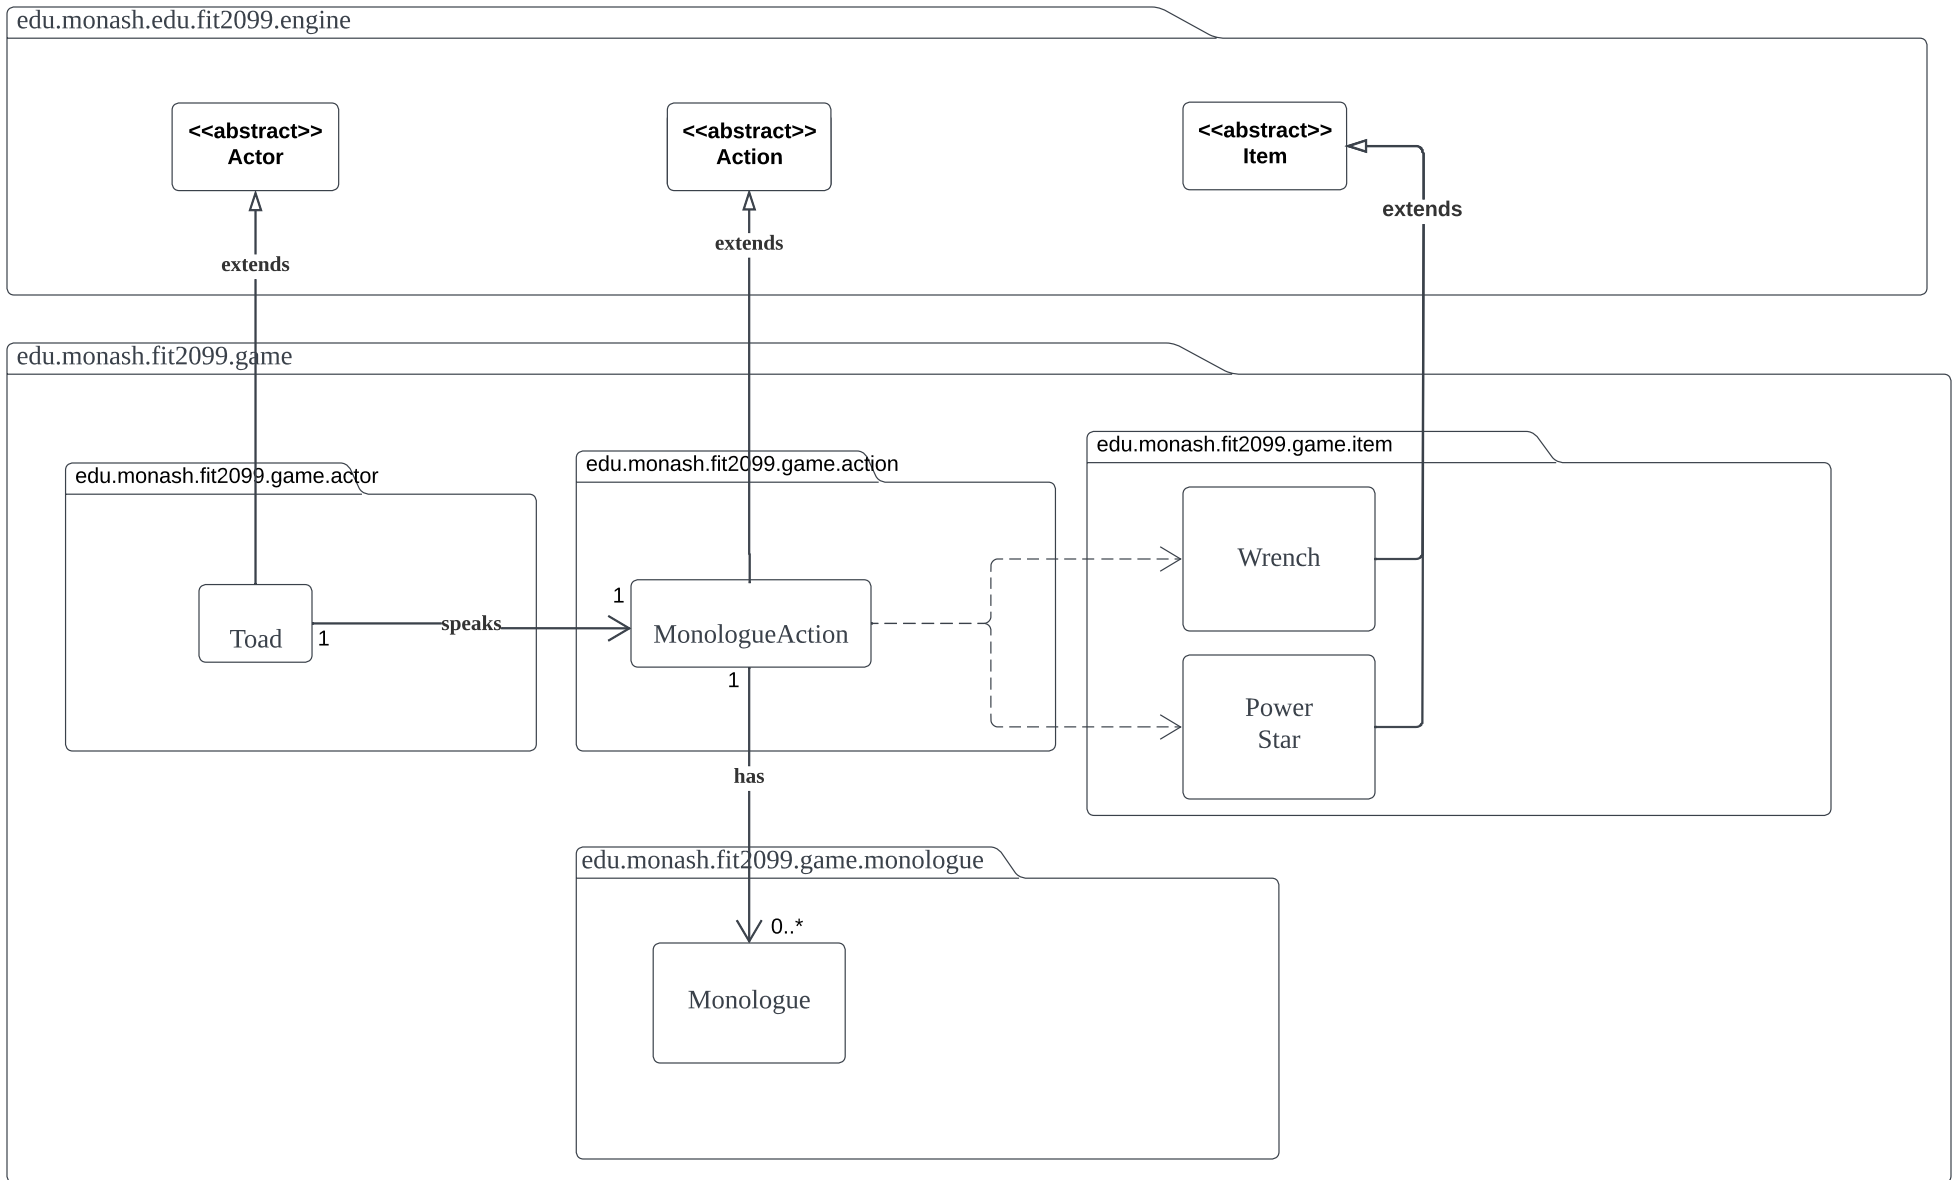 edu.monash.edu.fit2099.engine
<<abstract>>
Actor
<<abstract>>
Action
<<abstract>>
Item
extends
extends
extends
edu.monash.fit2099.game
edu.monash.fit2099.game.actor
edu.monash.fit2099.game.action
edu.monash.fit2099.game.item
Toad
1
speaks
1
MonologueAction
1
Wrench
Power
Star
has
edu.monash.fit2099.game.monologue
0..*
Monologue